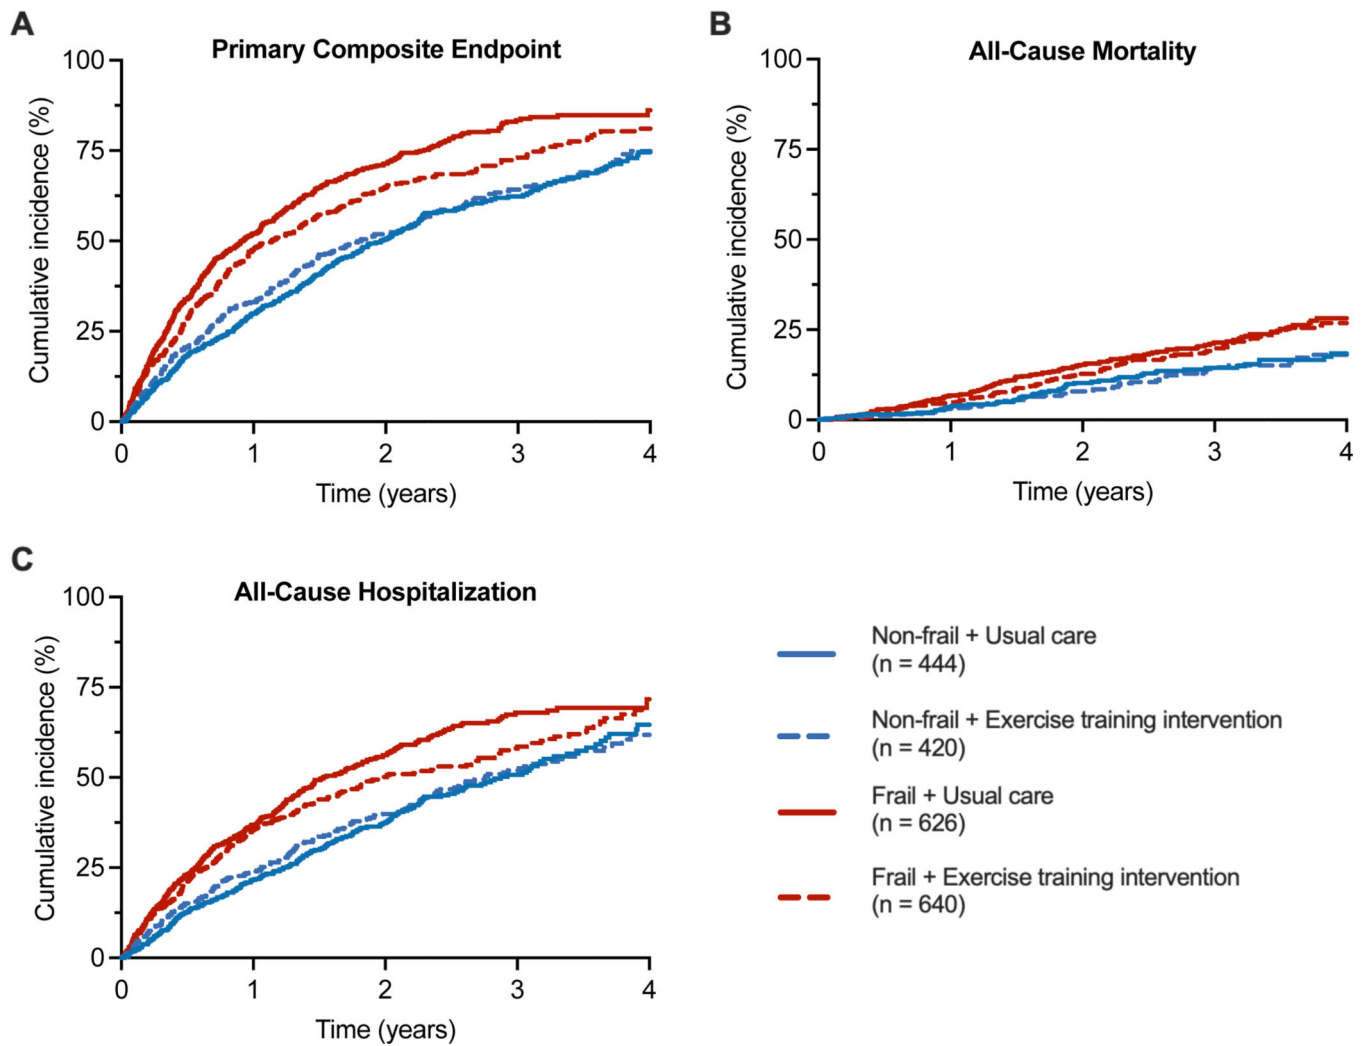 A
Primary Composite Endpoint
100
75
50
25
0
Cumulative incidence (%)
0 1 2 3 4
Time (years)
B
All-Cause Mortality
100
75
50
25
0
Cumulative incidence (%)
0 1 2 3 4
Time (years)
C
All-Cause Hospitalization
100
75
50
25
0
Cumulative incidence (%)
0 1 2 3 4
Time (years)
Non-frail + Usual care
(n = 444)
Non-frail + Exercise training intervention
(n = 420)
Frail + Usual care
(n = 626)
Frail + Exercise training intervention
(n = 640)